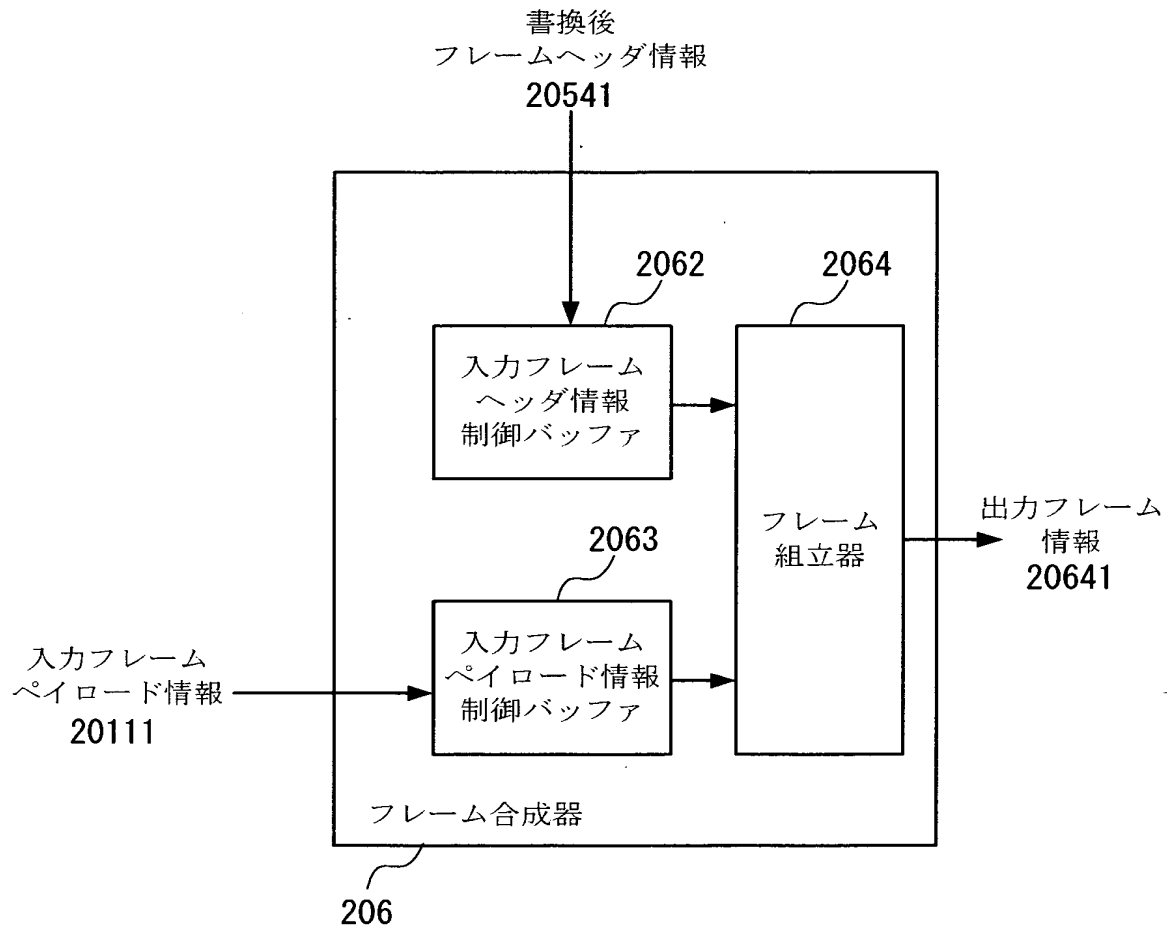 書換後
フレームヘッダ情報
20541
2062
2064
入力フレーム
ヘッダ情報
制御バッファ
フレーム
組立器
出力フレーム
情報
20641
2063
入力フレーム
ペイロード情報
制御バッファ
入力フレーム
ペイロード情報
20111
フレーム合成器
206